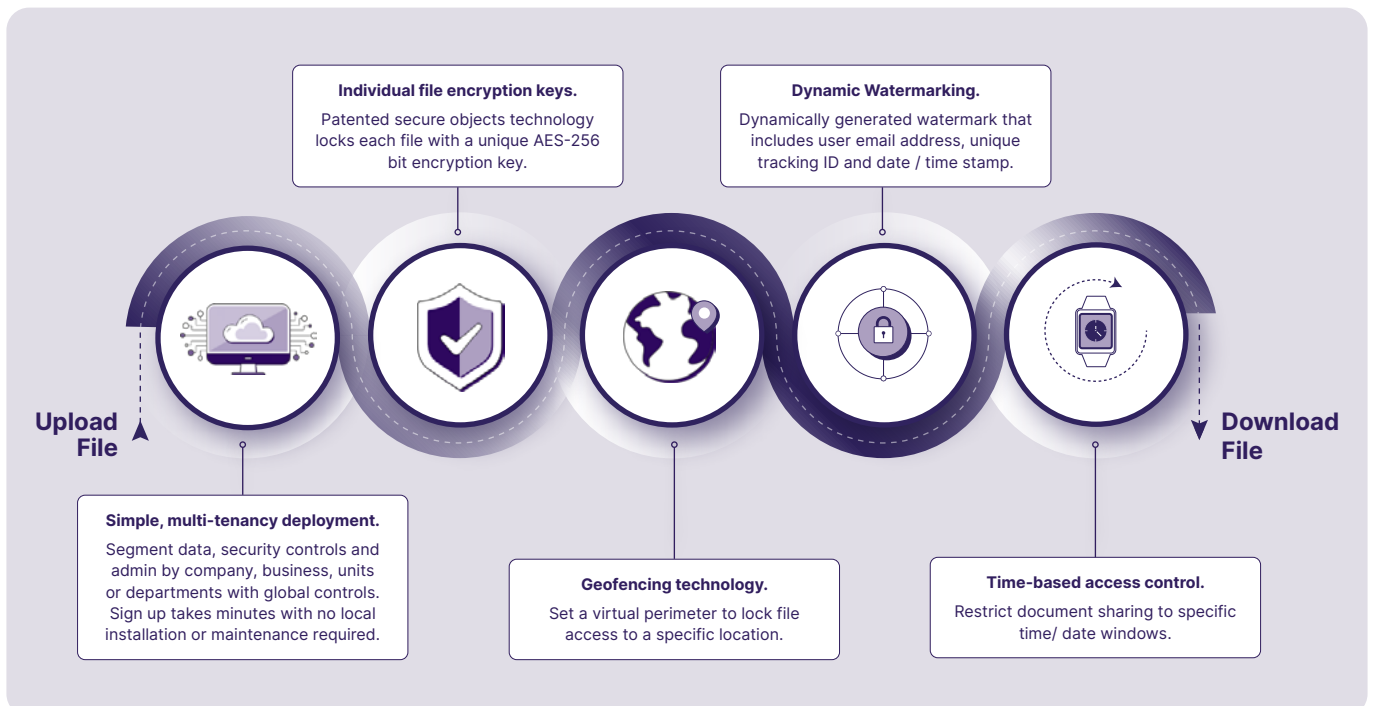 Individual file encryption keys.
Patented secure objects technology
locks each file with a unique AES-256
bit encryption key.
Dynamic Watermarking.
Dynamically generated watermark that
includes user email address, unique
tracking ID and date / time stamp.
Upload
File
Download
File
Simple, multi-tenancy deployment.
Segment data, security controls and
admin by company, business, units
or departments with global controls.
Sign up takes minutes with no local
installation or maintenance required.
Geofencing technology.
Set a virtual perimeter to lock file
access to a specific location.
Time-based access control.
Restrict document sharing to specific
time/ date windows.